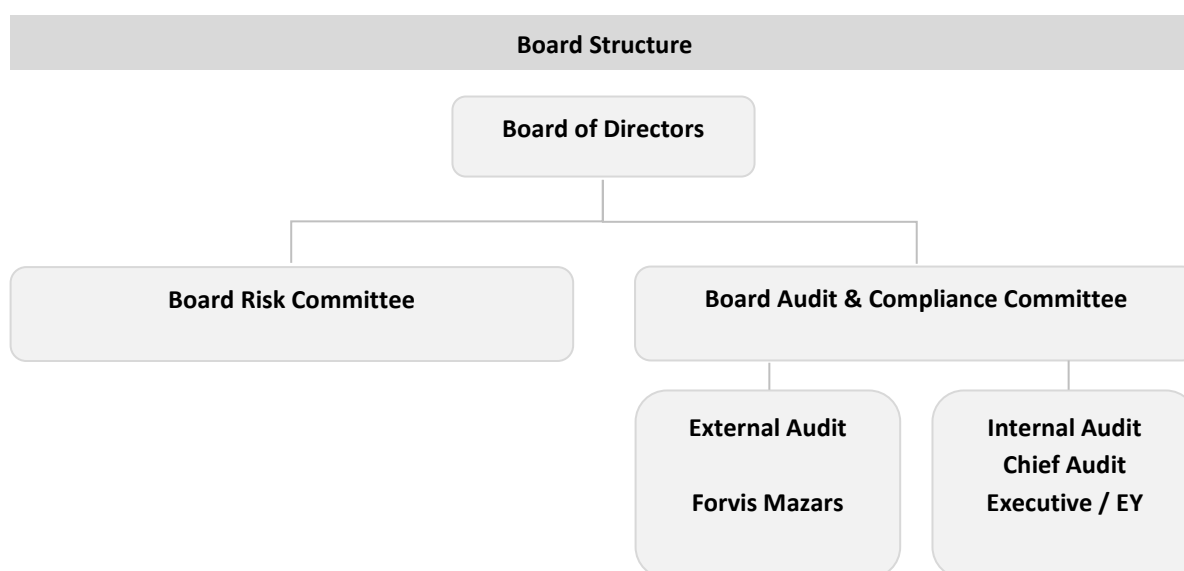 Board Structure
Board of Directors
Board Risk Committee
Board Audit & Compliance Committee
External Audit
Forvis Mazars
Internal Audit
Chief Audit
Executive / EY